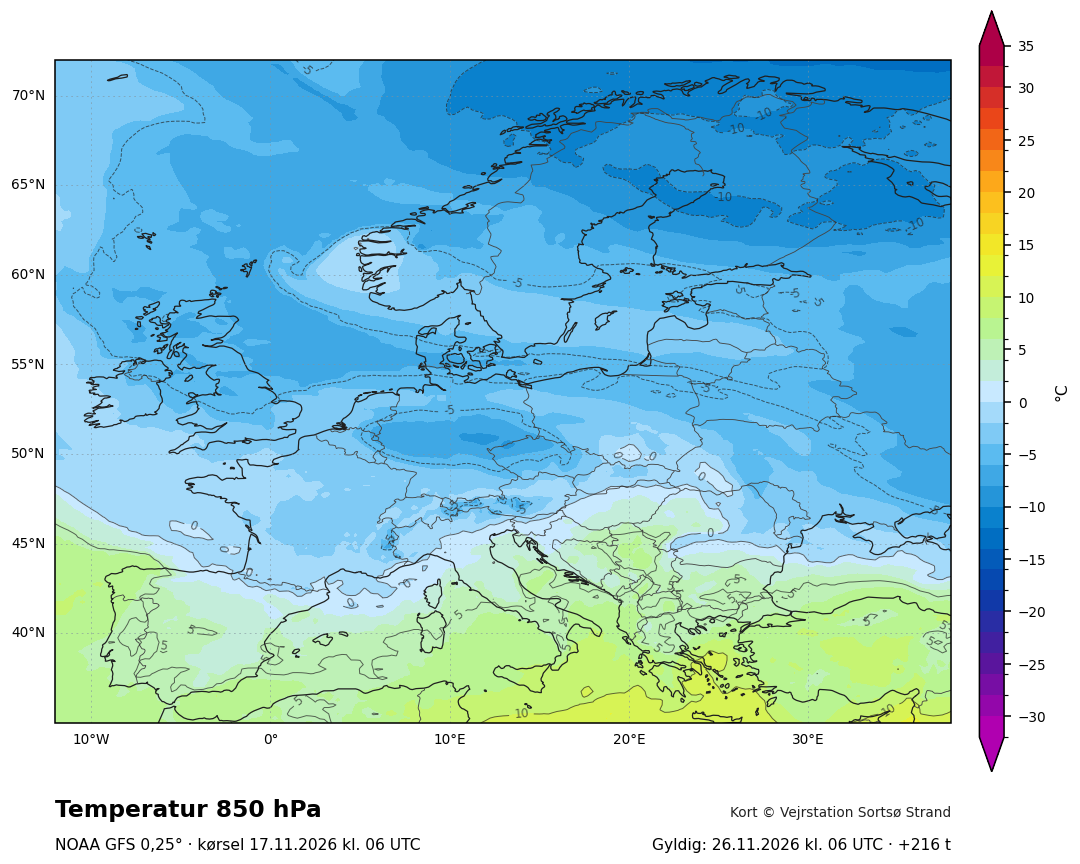 70°N
65°N
60°N
55°N
50°N
45°N
40°N
10°W
0°
10°E
20°E
30°E
35
30
25
20
15
10
5
0
−5
−10
−15
−20
−25
−30
°C
Temperatur 850 hPa
Kort © Vejrstation Sortsø Strand
NOAA GFS 0,25° · kørsel 17.11.2026 kl. 06 UTC
Gyldig: 26.11.2026 kl. 06 UTC · +216 t